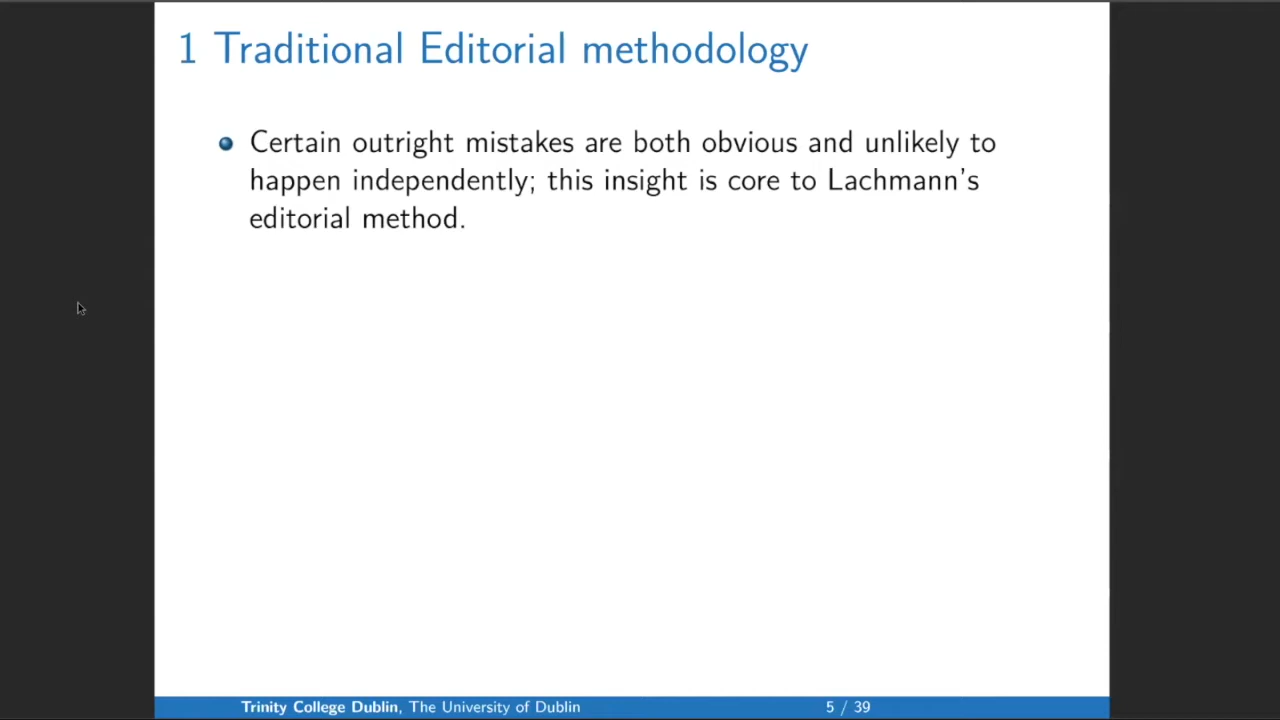 1 Traditional Editorial methodology
Certain outright mistakes are both obvious and unlikely to
happen independently; this insight is core to Lachmann's
editorial method.
Trinity College Dublin, The University of Dublin
5 / 39